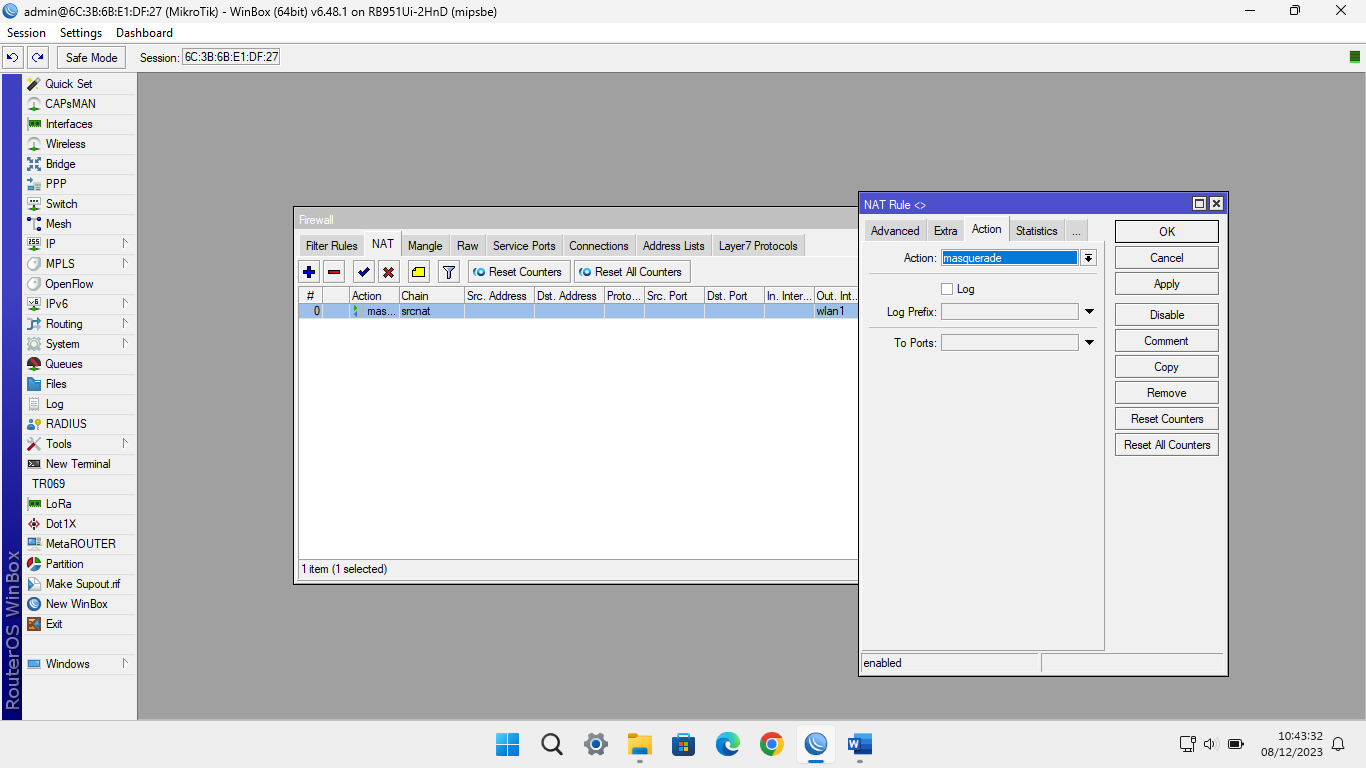 admin@6C:3B:6B:E1:DF:27 (MikroTik) - WinBox (64bit) v6.48.1 on RB951Ui-2HnD (mipsbe)
Session Settings Dashboard
Safe Mode Session: 6C:3B:6B:E1:DF:27
Quick Set
CAPsMAN
Interfaces
Wireless
Bridge
PPP
Switch
Mesh
IP
MPLS
OpenFlow
IPv6
Routing
System
Queues
Files
Log
RADIUS
Tools
New Terminal
TR069
LoRa
Dot1X
MetaROUTER
Partition
Make Supout.rif
New WinBox
Exit
Windows
RouterOS WinBox
Firewall
Filter Rules NAT Mangle Raw Service Ports Connections Address Lists Layer7 Protocols
Reset Counters Reset All Counters
# Action Chain Src. Address Dst. Address Proto... Src. Port Dst. Port In. Inter... Out. Int...
0 mas... srcnat wlan1
1 item (1 selected)
NAT Rule <>
Advanced Extra Action Statistics ...
Action: masquerade
Log
Log Prefix:
To Ports:
OK
Cancel
Apply
Disable
Comment
Copy
Remove
Reset Counters
Reset All Counters
enabled
10:43:32
08/12/2023